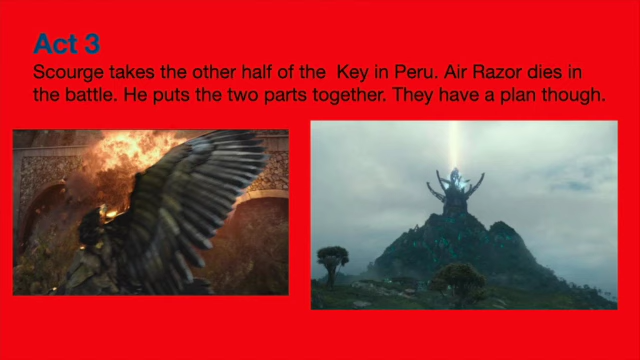 Act 3
Scourge takes the other half of the  Key in Peru. Air Razor dies in
the battle. He puts the two parts together. They have a plan though.